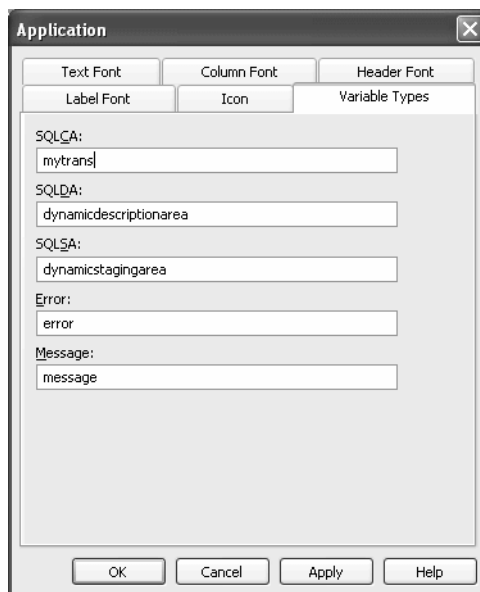 Application
Text Font Column Font Header Font
Label Font Icon Variable Types
SQLCA:
mytrans
SQLDA:
dynamicdescriptionarea
SQLSA:
dynamicstagingarea
Error:
error
Message:
message
OK Cancel Apply Help